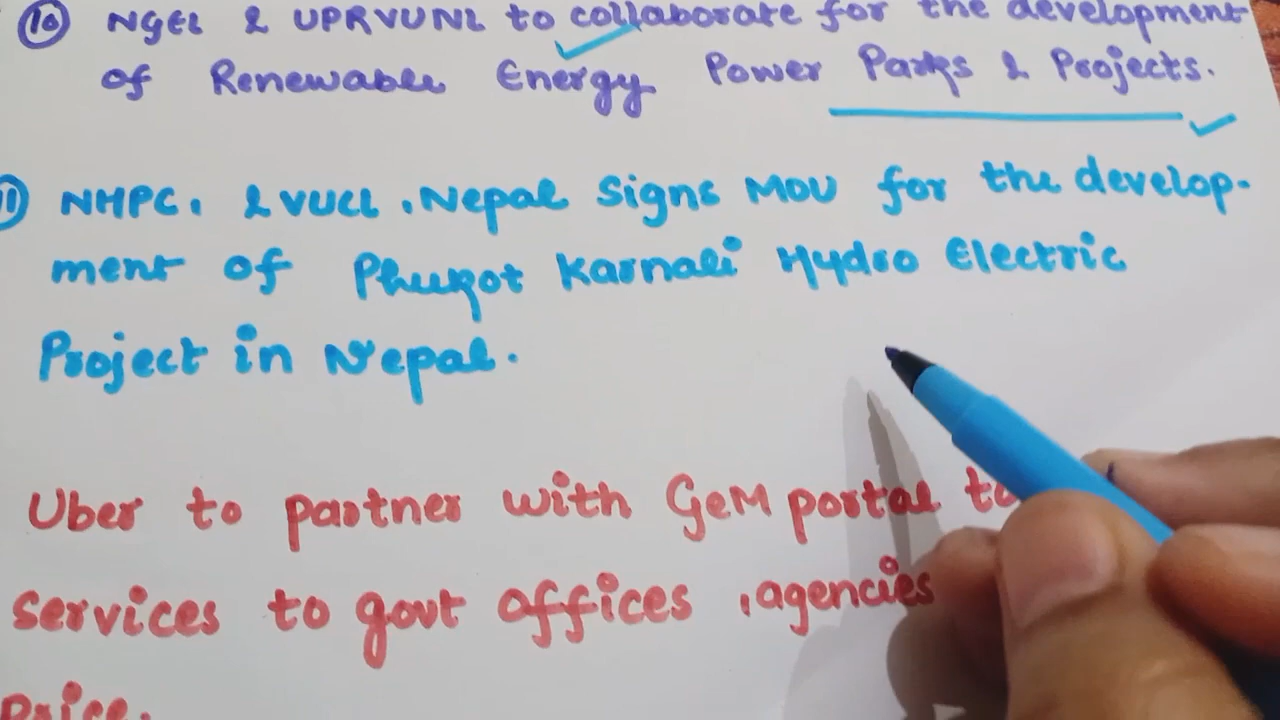 10 NGEL & UPRVUNL to collaborate for the development
of Renewable Energy Power Parks & Projects.
11 NHPC, & VUCL, Nepal Signs MOU for the develop-
ment of Phukot Karnali Hydro Electric
Project in Nepal.
Uber to partner with GeM portal to
services to govt offices, agencies
Price.